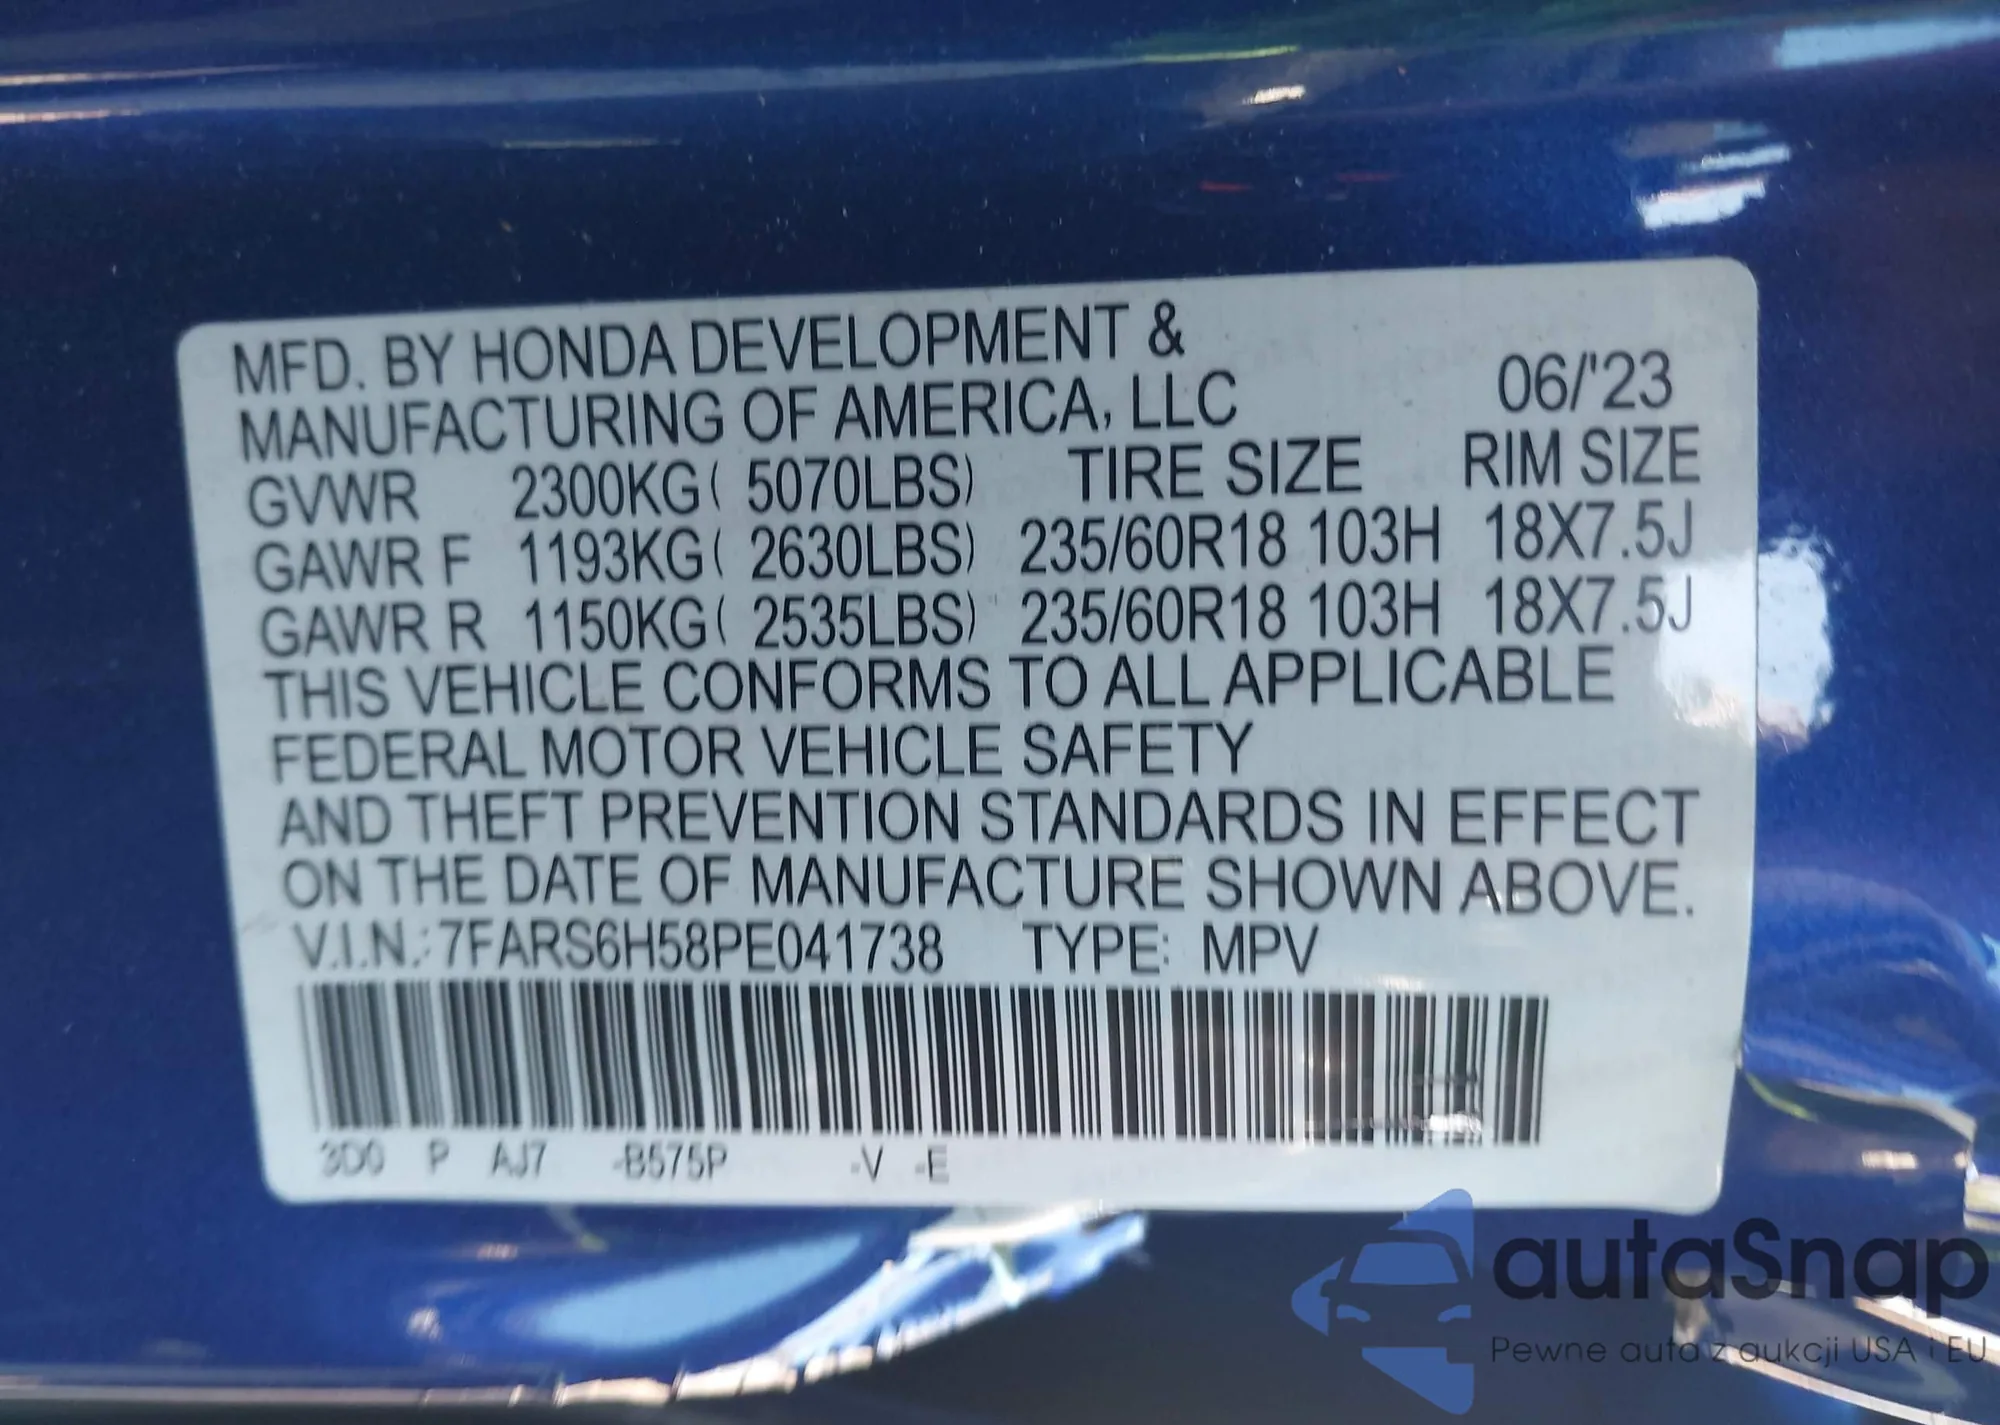 MFD. BY HONDA DEVELOPMENT &
MANUFACTURING OF AMERICA, LLC 06/'23
GVWR 2300KG( 5070LBS) TIRE SIZE RIM SIZE
GAWR F 1193KG( 2630LBS) 235/60R18 103H 18X7.5J
GAWR R 1150KG( 2535LBS) 235/60R18 103H 18X7.5J
THIS VEHICLE CONFORMS TO ALL APPLICABLE
FEDERAL MOTOR VEHICLE SAFETY
AND THEFT PREVENTION STANDARDS IN EFFECT
ON THE DATE OF MANUFACTURE SHOWN ABOVE.
V.I.N.: 7FARS6H58PE041738 TYPE: MPV
3D0 P AJ7 -B575P -V -E
autaSnap
Pewne auta z aukcji USA i EU